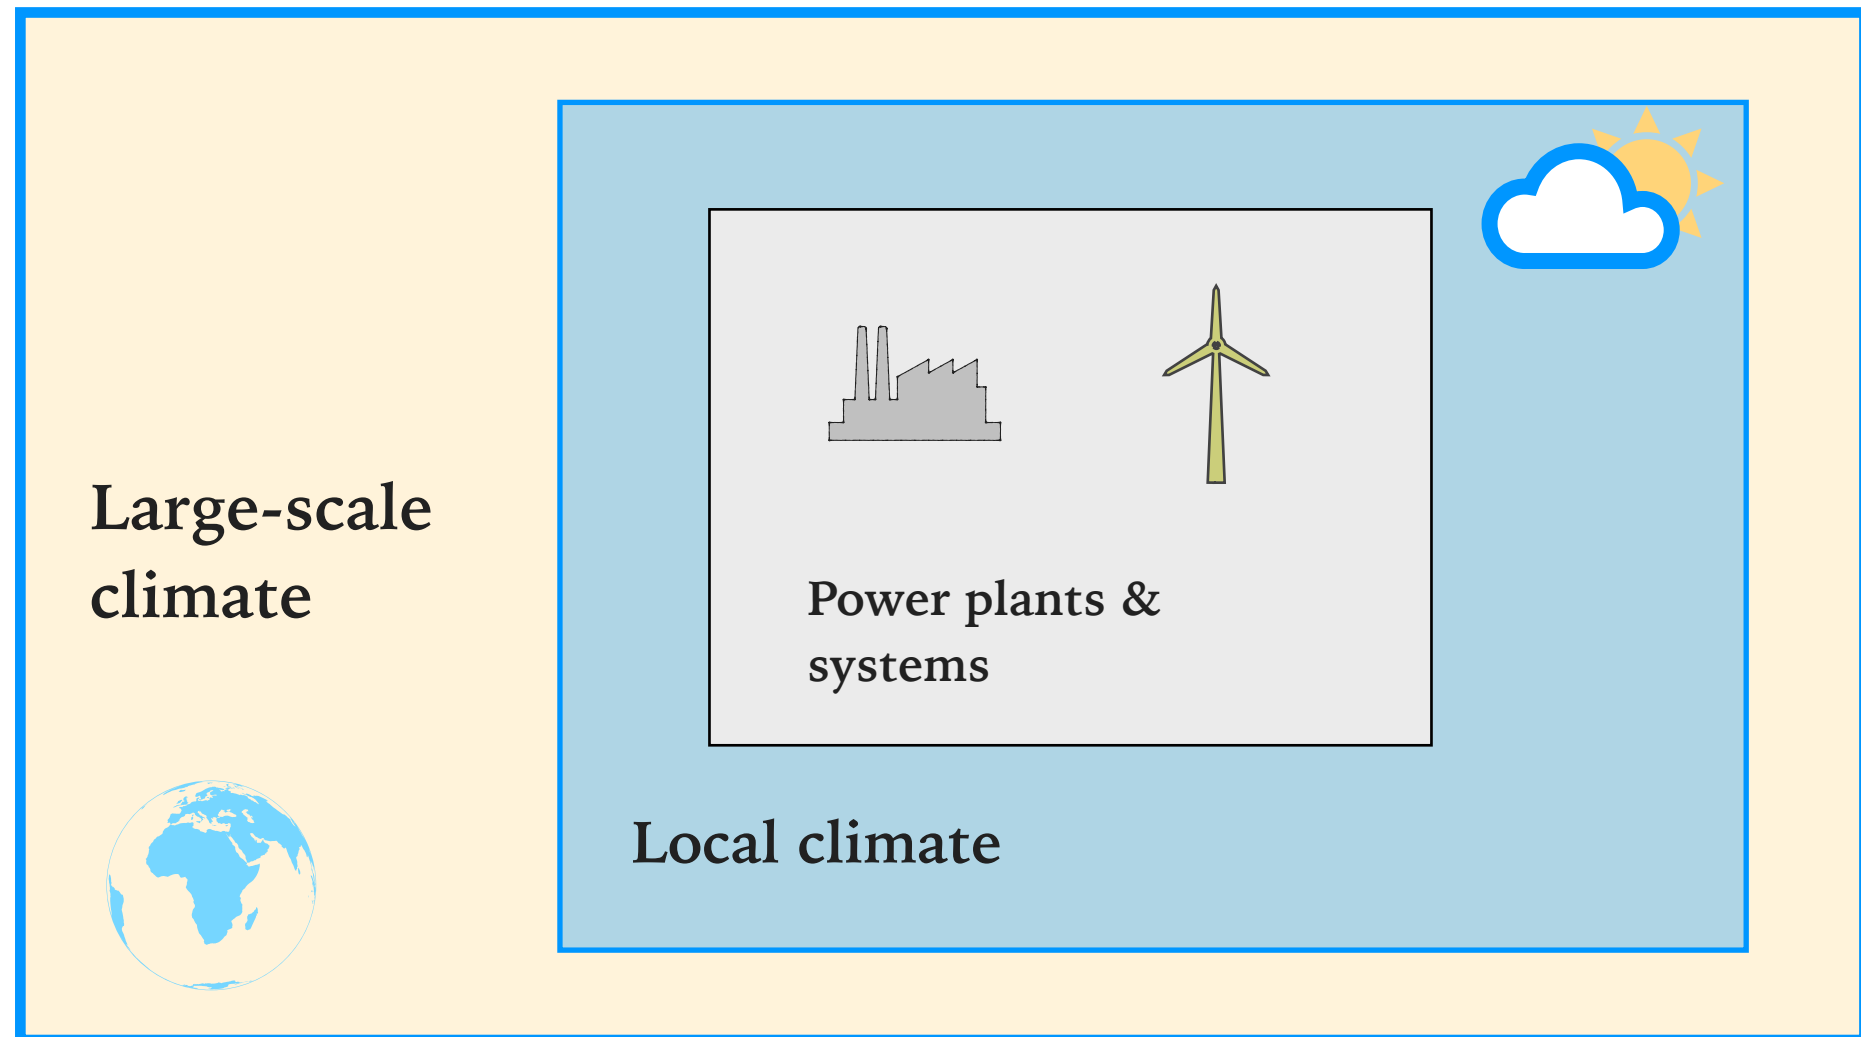 Large-scale
climate
Power plants &
systems
Local climate